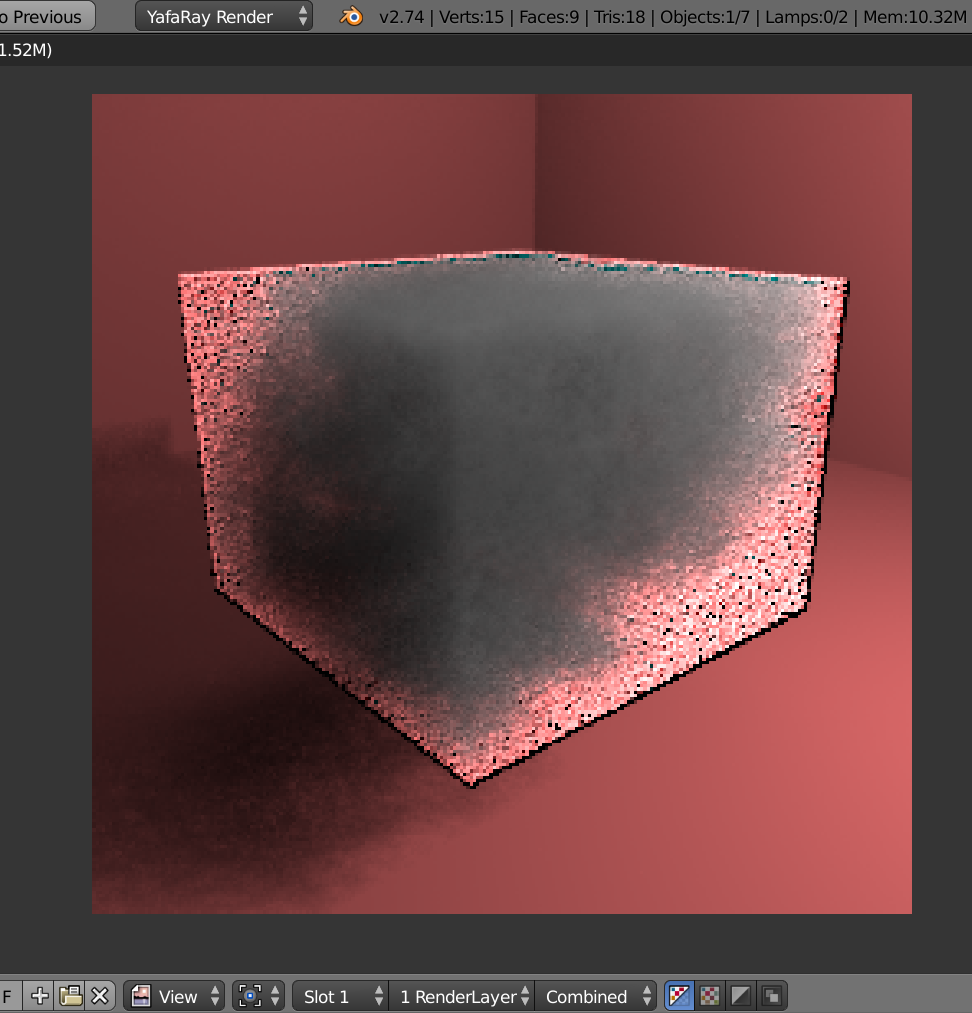 o Previous
YafaRay Render
v2.74 | Verts:15 | Faces:9 | Tris:18 | Objects:1/7 | Lamps:0/2 | Mem:10.32M
1.52M)
F
View
Slot 1
1 RenderLayer
Combined